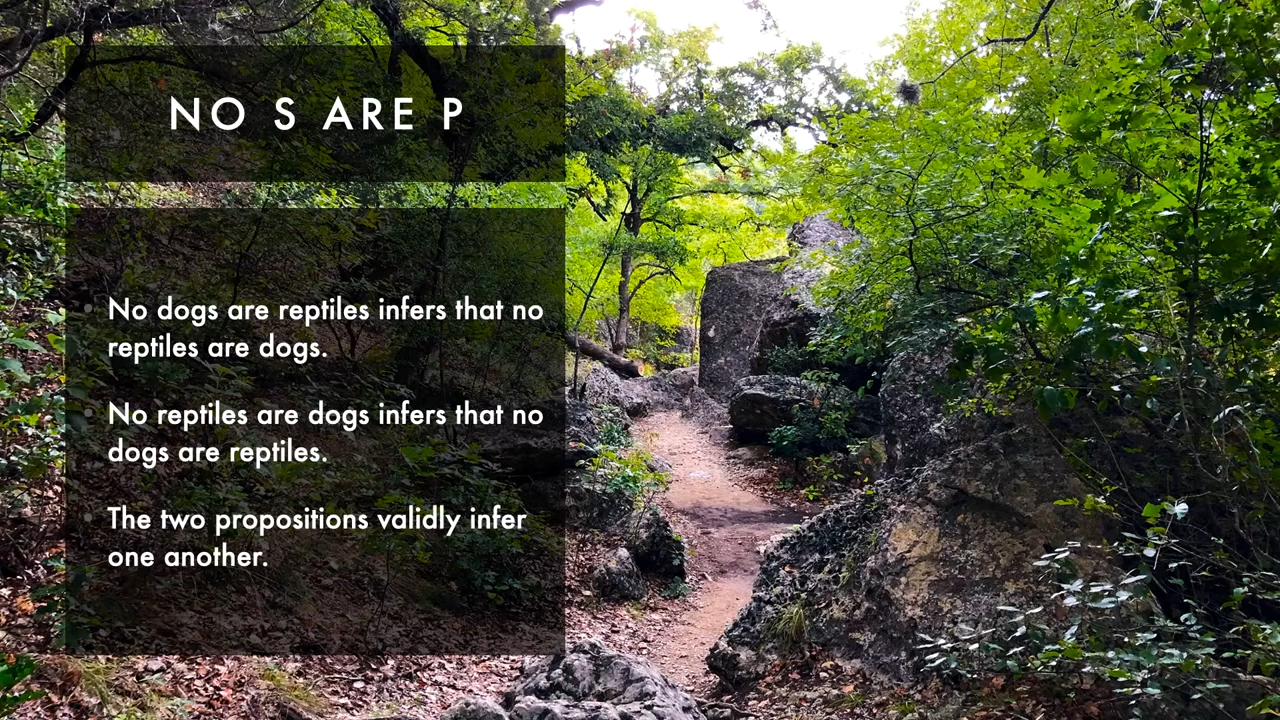 NO S ARE P
No dogs are reptiles infers that no
reptiles are dogs.
No reptiles are dogs infers that no
dogs are reptiles.
The two propositions validly infer
one another.